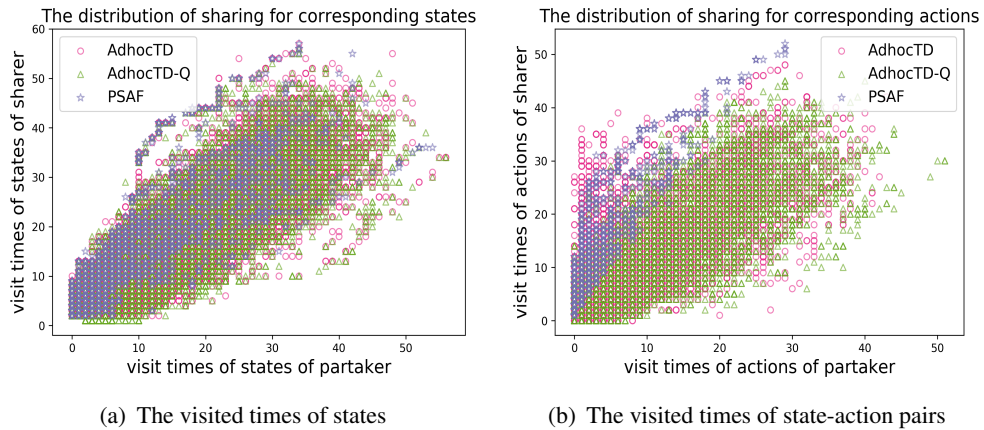 The distribution of sharing for corresponding states
60
50
40
30
20
10
0
visit times of states of sharer
AdhocTD
AdhocTD-Q
PSAF
0 10 20 30 40 50
visit times of states of partaker
(a) The visited times of states
The distribution of sharing for corresponding actions
50
40
30
20
10
0
visit times of actions of sharer
AdhocTD
AdhocTD-Q
PSAF
0 10 20 30 40 50
visit times of actions of partaker
(b) The visited times of state-action pairs